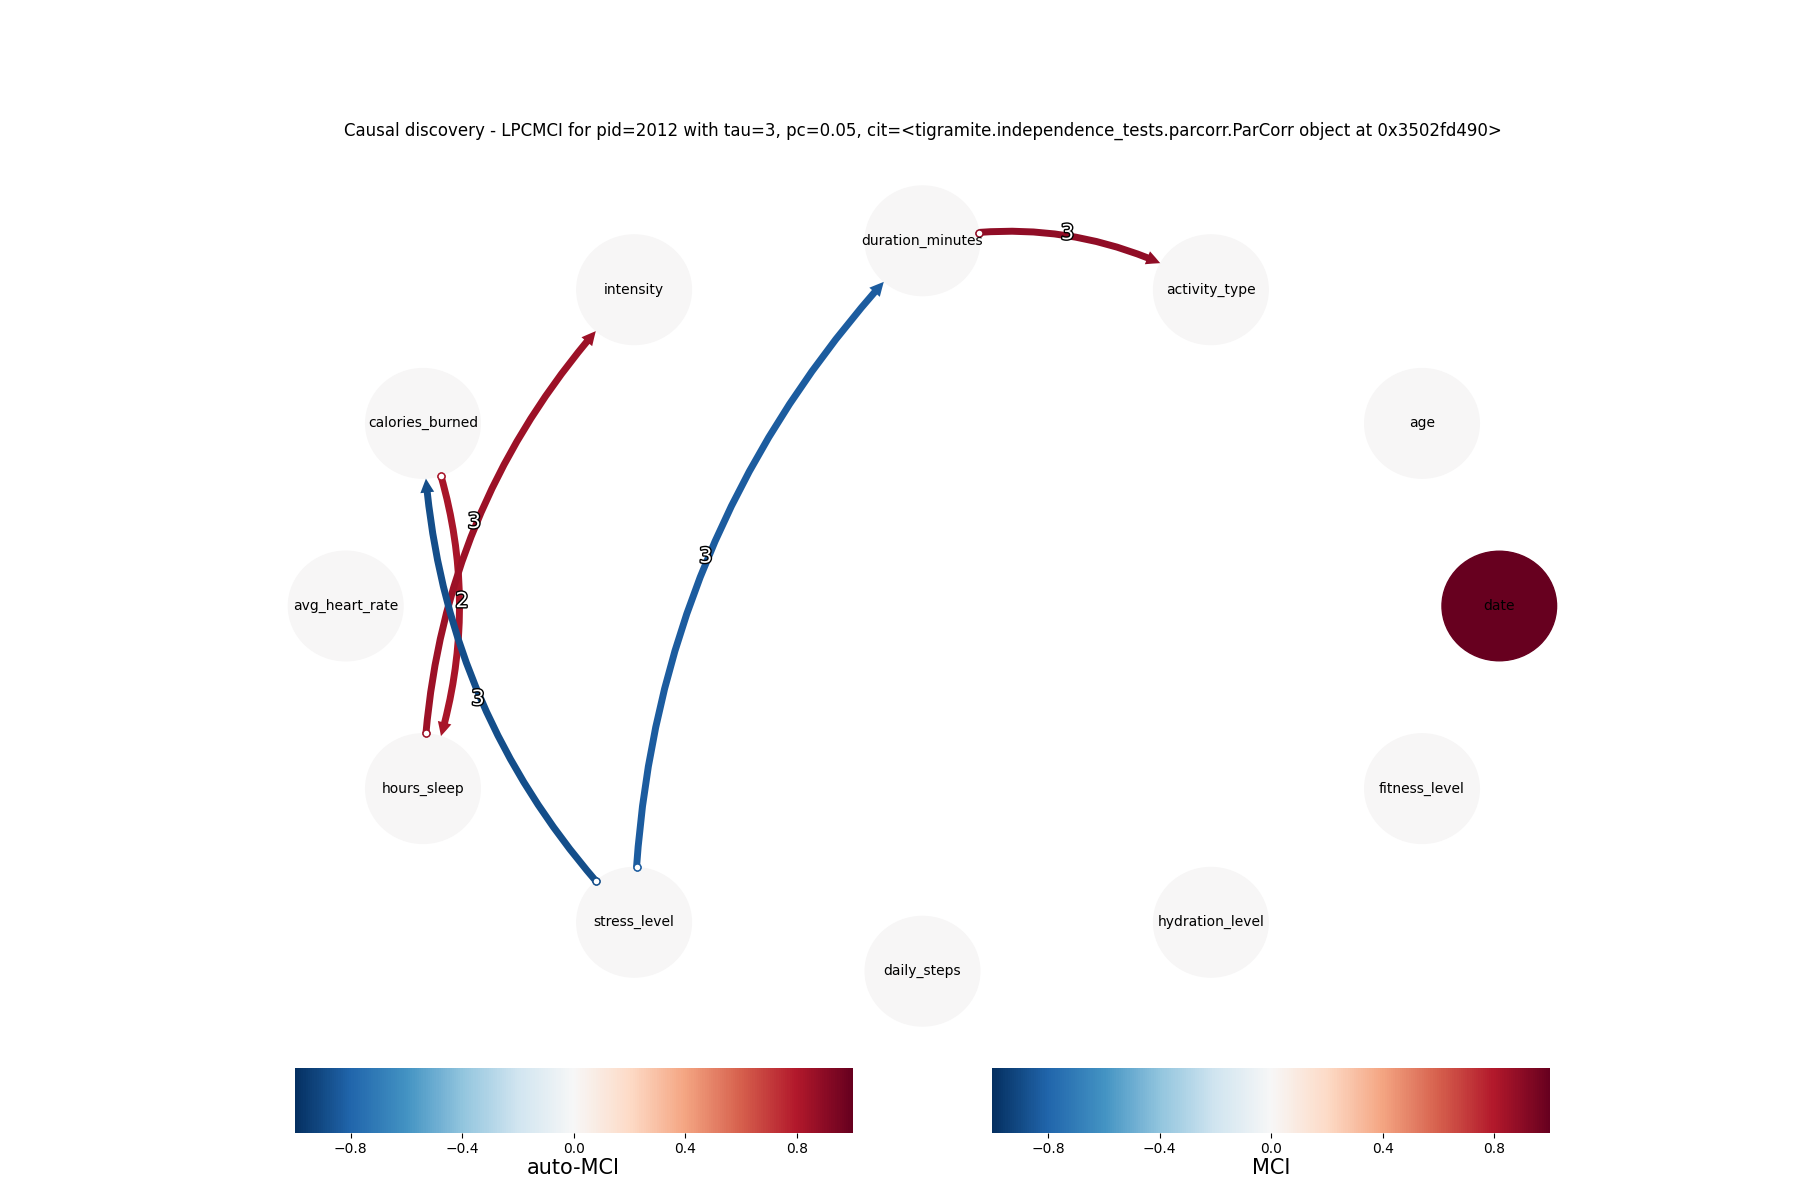 Causal discovery - LPCMCI for pid=2012 with tau=3, pc=0.05, cit=<tigramite.independence_tests.parcorr.ParCorr object at 0x3502fd490>
duration_minutes
3
intensity
activity_type
calories_burned
age
3
3
avg_heart_rate
2
date
3
hours_sleep
fitness_level
stress_level
hydration_level
daily_steps
−0.8 −0.4 0.0 0.4 0.8
auto-MCI
−0.8 −0.4 0.0 0.4 0.8
MCI